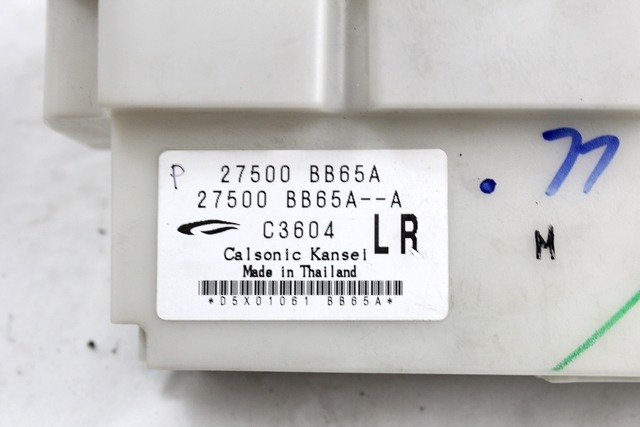 P 27500 BB65A
27500 BB65A--A
C3604 LR
Calsonic Kansei
Made in Thailand
*D5X01061 BB65A*
M